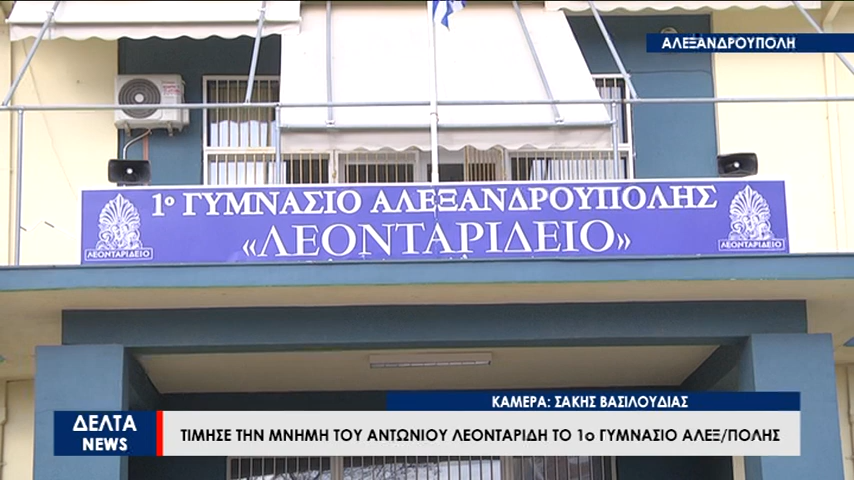 ΑΛΕΞΑΝΔΡΟΥΠΟΛΗ
1ο ΓΥΜΝΑΣΙΟ ΑΛΕΞΑΝΔΡΟΥΠΟΛΗΣ
«ΛΕΟΝΤΑΡΙΔΕΙΟ»
ΛΕΟΝΤΑΡΙΔΕΙΟ
ΛΕΟΝΤΑΡΙΔΕΙΟ
ΚΑΜΕΡΑ: ΣΑΚΗΣ ΒΑΣΙΛΟΥΔΙΑΣ
ΔΕΛΤΑ
NEWS
ΤΙΜΗΣΕ ΤΗΝ ΜΝΗΜΗ ΤΟΥ ΑΝΤΩΝΙΟΥ ΛΕΟΝΤΑΡΙΔΗ ΤΟ 1ο ΓΥΜΝΑΣΙΟ ΑΛΕΞ/ΠΟΛΗΣ